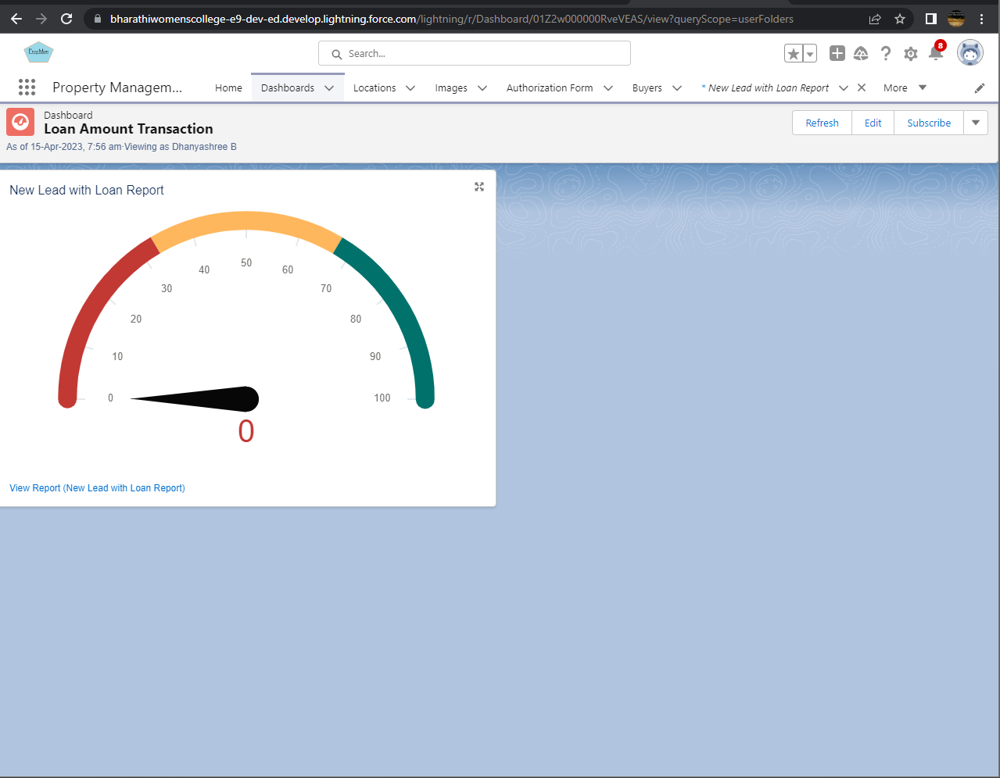 bharathiwomenscollege-e9-dev-ed.develop.lightning.force.com/lightning/r/Dashboard/01Z2w000000RveVEAS/view?queryScope=userFolders
Search...
8
Property Managem...
Home
Dashboards
Locations
Images
Authorization Form
Buyers
* New Lead with Loan Report
More
Dashboard
Loan Amount Transaction
As of 15-Apr-2023, 7:56 am·Viewing as Dhanyashree B
Refresh
Edit
Subscribe
New Lead with Loan Report
0
10
20
30
40
50
60
70
80
90
100
0
View Report (New Lead with Loan Report)